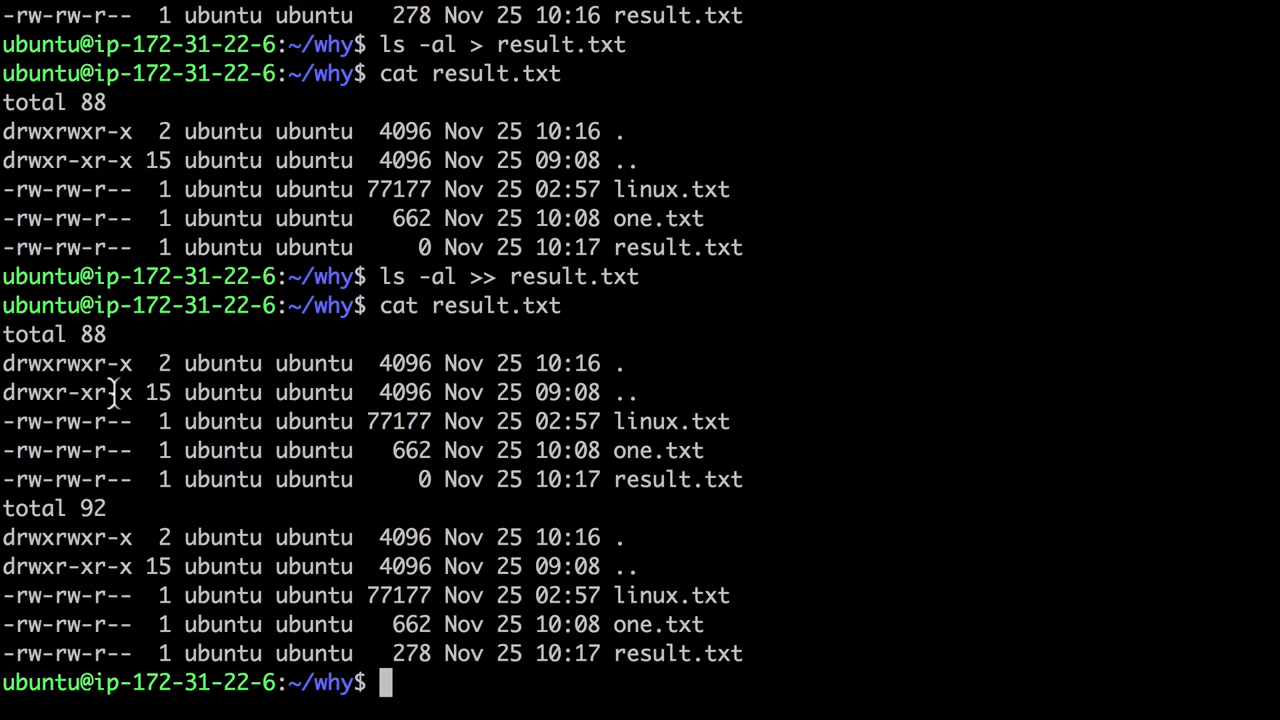 -rw-rw-r--  1 ubuntu ubuntu   278 Nov 25 10:16 result.txt
ubuntu@ip-172-31-22-6:~/why$ ls -al > result.txt
ubuntu@ip-172-31-22-6:~/why$ cat result.txt
total 88
drwxrwxr-x  2 ubuntu ubuntu  4096 Nov 25 10:16 .
drwxr-xr-x 15 ubuntu ubuntu  4096 Nov 25 09:08 ..
-rw-rw-r--  1 ubuntu ubuntu 77177 Nov 25 02:57 linux.txt
-rw-rw-r--  1 ubuntu ubuntu   662 Nov 25 10:08 one.txt
-rw-rw-r--  1 ubuntu ubuntu     0 Nov 25 10:17 result.txt
ubuntu@ip-172-31-22-6:~/why$ ls -al >> result.txt
ubuntu@ip-172-31-22-6:~/why$ cat result.txt
total 88
drwxrwxr-x  2 ubuntu ubuntu  4096 Nov 25 10:16 .
drwxr-xr-x 15 ubuntu ubuntu  4096 Nov 25 09:08 ..
-rw-rw-r--  1 ubuntu ubuntu 77177 Nov 25 02:57 linux.txt
-rw-rw-r--  1 ubuntu ubuntu   662 Nov 25 10:08 one.txt
-rw-rw-r--  1 ubuntu ubuntu     0 Nov 25 10:17 result.txt
total 92
drwxrwxr-x  2 ubuntu ubuntu  4096 Nov 25 10:16 .
drwxr-xr-x 15 ubuntu ubuntu  4096 Nov 25 09:08 ..
-rw-rw-r--  1 ubuntu ubuntu 77177 Nov 25 02:57 linux.txt
-rw-rw-r--  1 ubuntu ubuntu   662 Nov 25 10:08 one.txt
-rw-rw-r--  1 ubuntu ubuntu   278 Nov 25 10:17 result.txt
ubuntu@ip-172-31-22-6:~/why$